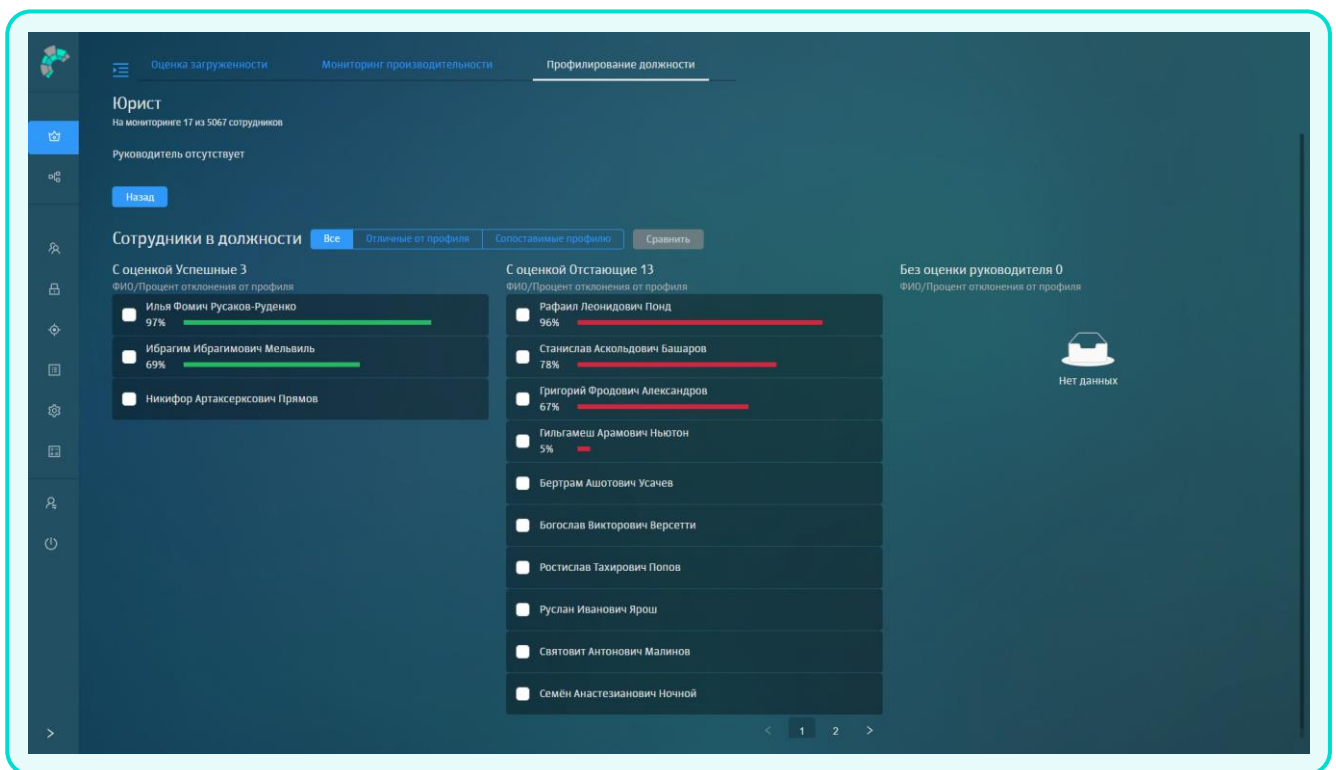 Оценка загруженности
Мониторинг производительности
Профилирование должности
Юрист
На мониторинге 17 из 5067 сотрудников
Руководитель отсутствует
Назад
Сотрудники в должности
Все
Отличные от профиля
Сопоставимые профилю
Сравнить
С оценкой Успешные 3
ФИО/Процент отклонения от профиля
Илья Фомич Русаков-Руденко
97%
Ибрагим Ибрагимович Мельвиль
69%
Никифор Артаксерксович Прямов
С оценкой Отстающие 13
ФИО/Процент отклонения от профиля
Рафаил Леонидович Понд
96%
Станислав Аскольдович Башаров
78%
Григорий Фродович Александров
67%
Гильгамеш Арамович Ньютон
5%
Бертрам Ашотович Усачев
Богослав Викторович Версетти
Ростислав Тахирович Попов
Руслан Иванович Ярош
Святовит Антонович Малинов
Семён Анастезианович Ночной
< 1 2 >
Без оценки руководителя 0
ФИО/Процент отклонения от профиля
Нет данных